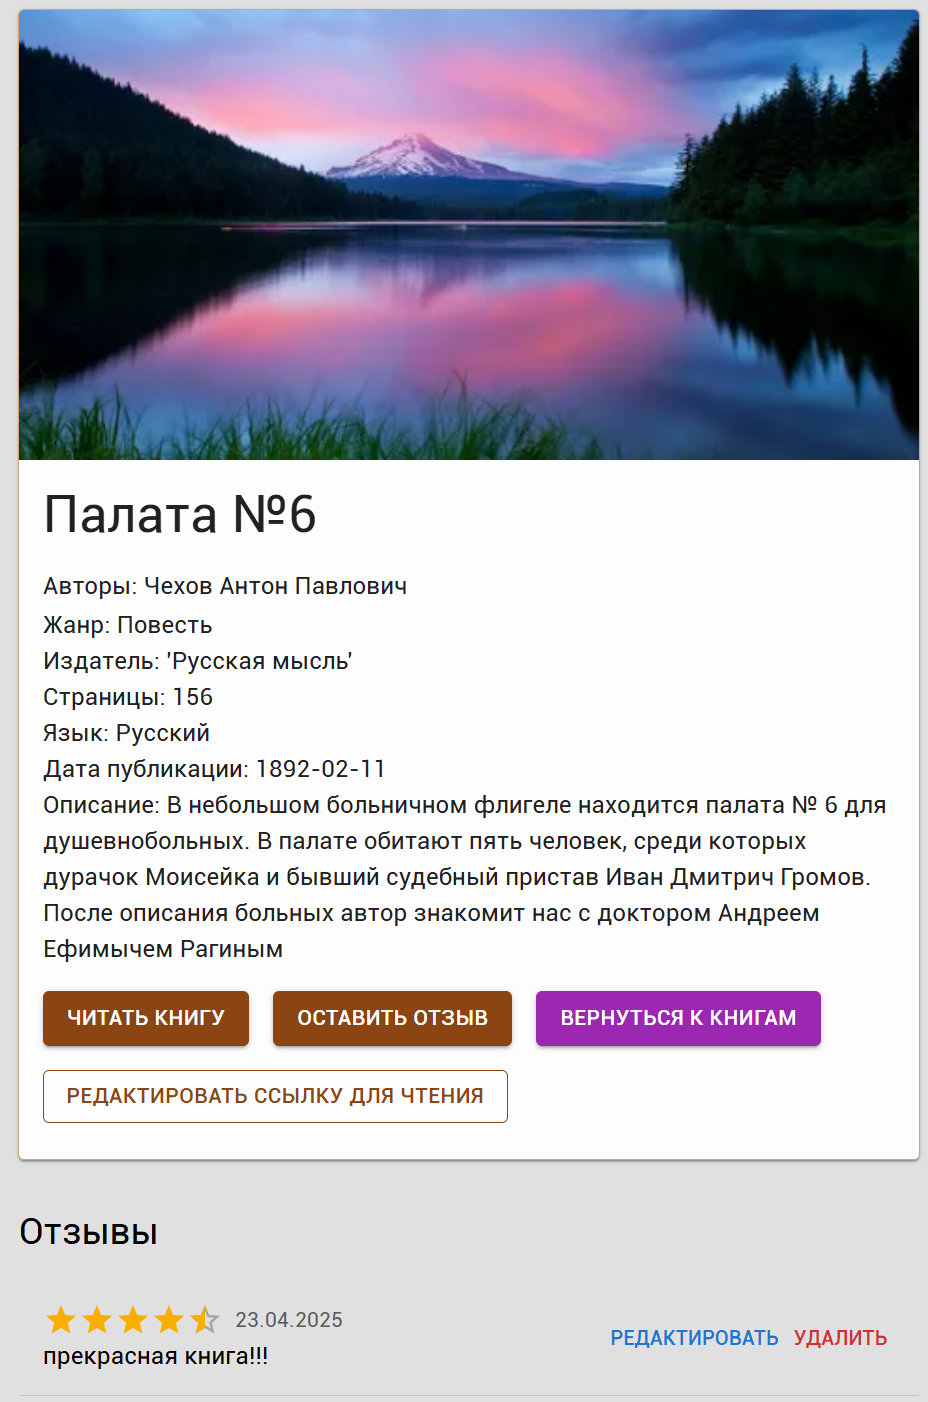 Палата №6
Авторы: Чехов Антон Павлович
Жанр: Повесть
Издатель: 'Русская мысль'
Страницы: 156
Язык: Русский
Дата публикации: 1892-02-11
Описание: В небольшом больничном флигеле находится палата № 6 для
душевнобольных. В палате обитают пять человек, среди которых
дурачок Моисейка и бывший судебный пристав Иван Дмитрич Громов.
После описания больных автор знакомит нас с доктором Андреем
Ефимычем Рагиным
ЧИТАТЬ КНИГУ
ОСТАВИТЬ ОТЗЫВ
ВЕРНУТЬСЯ К КНИГАМ
РЕДАКТИРОВАТЬ ССЫЛКУ ДЛЯ ЧТЕНИЯ
Отзывы
23.04.2025
прекрасная книга!!!
РЕДАКТИРОВАТЬ
УДАЛИТЬ